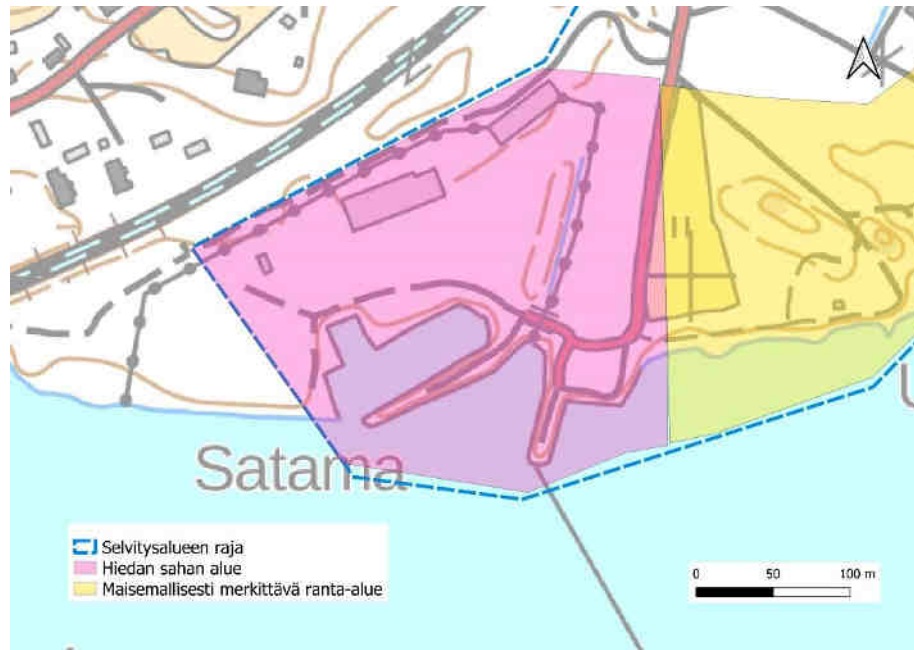 Satama
Selvitysalueen raja
Hiedan sahan alue
Maisemallisesti merkittävä ranta-alue
0 50 100 m